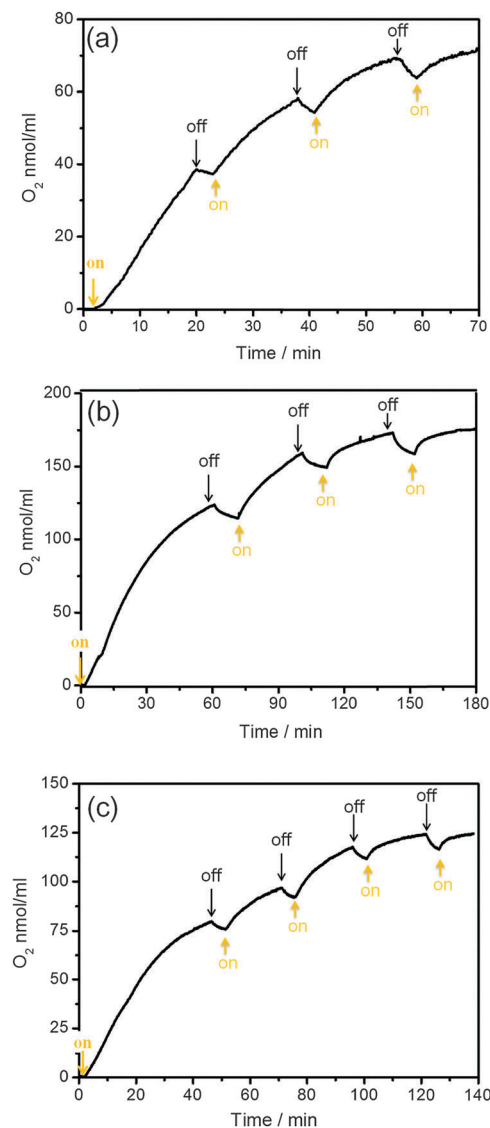 (a)
O2 nmol/ml
80
60
40
20
0
on
off
on
off
on
off
on
0 10 20 30 40 50 60 70
Time / min
(b)
O2 nmol/ml
200
150
100
50
0
on
off
on
off
on
off
on
0 30 60 90 120 150 180
Time / min
(c)
O2 nmol/ml
150
125
100
75
50
25
0
on
off
on
off
on
off
on
off
on
0 20 40 60 80 100 120 140
Time / min